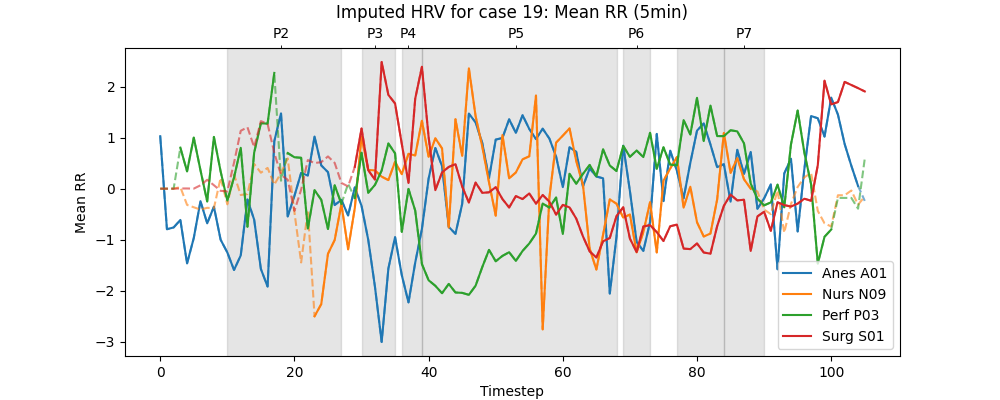 Imputed HRV for case 19: Mean RR (5min)
P2 P3 P4 P5 P6 P7
Mean RR
2
1
0
−1
−2
−3
0 20 40 60 80 100
Timestep
Anes A01
Nurs N09
Perf P03
Surg S01